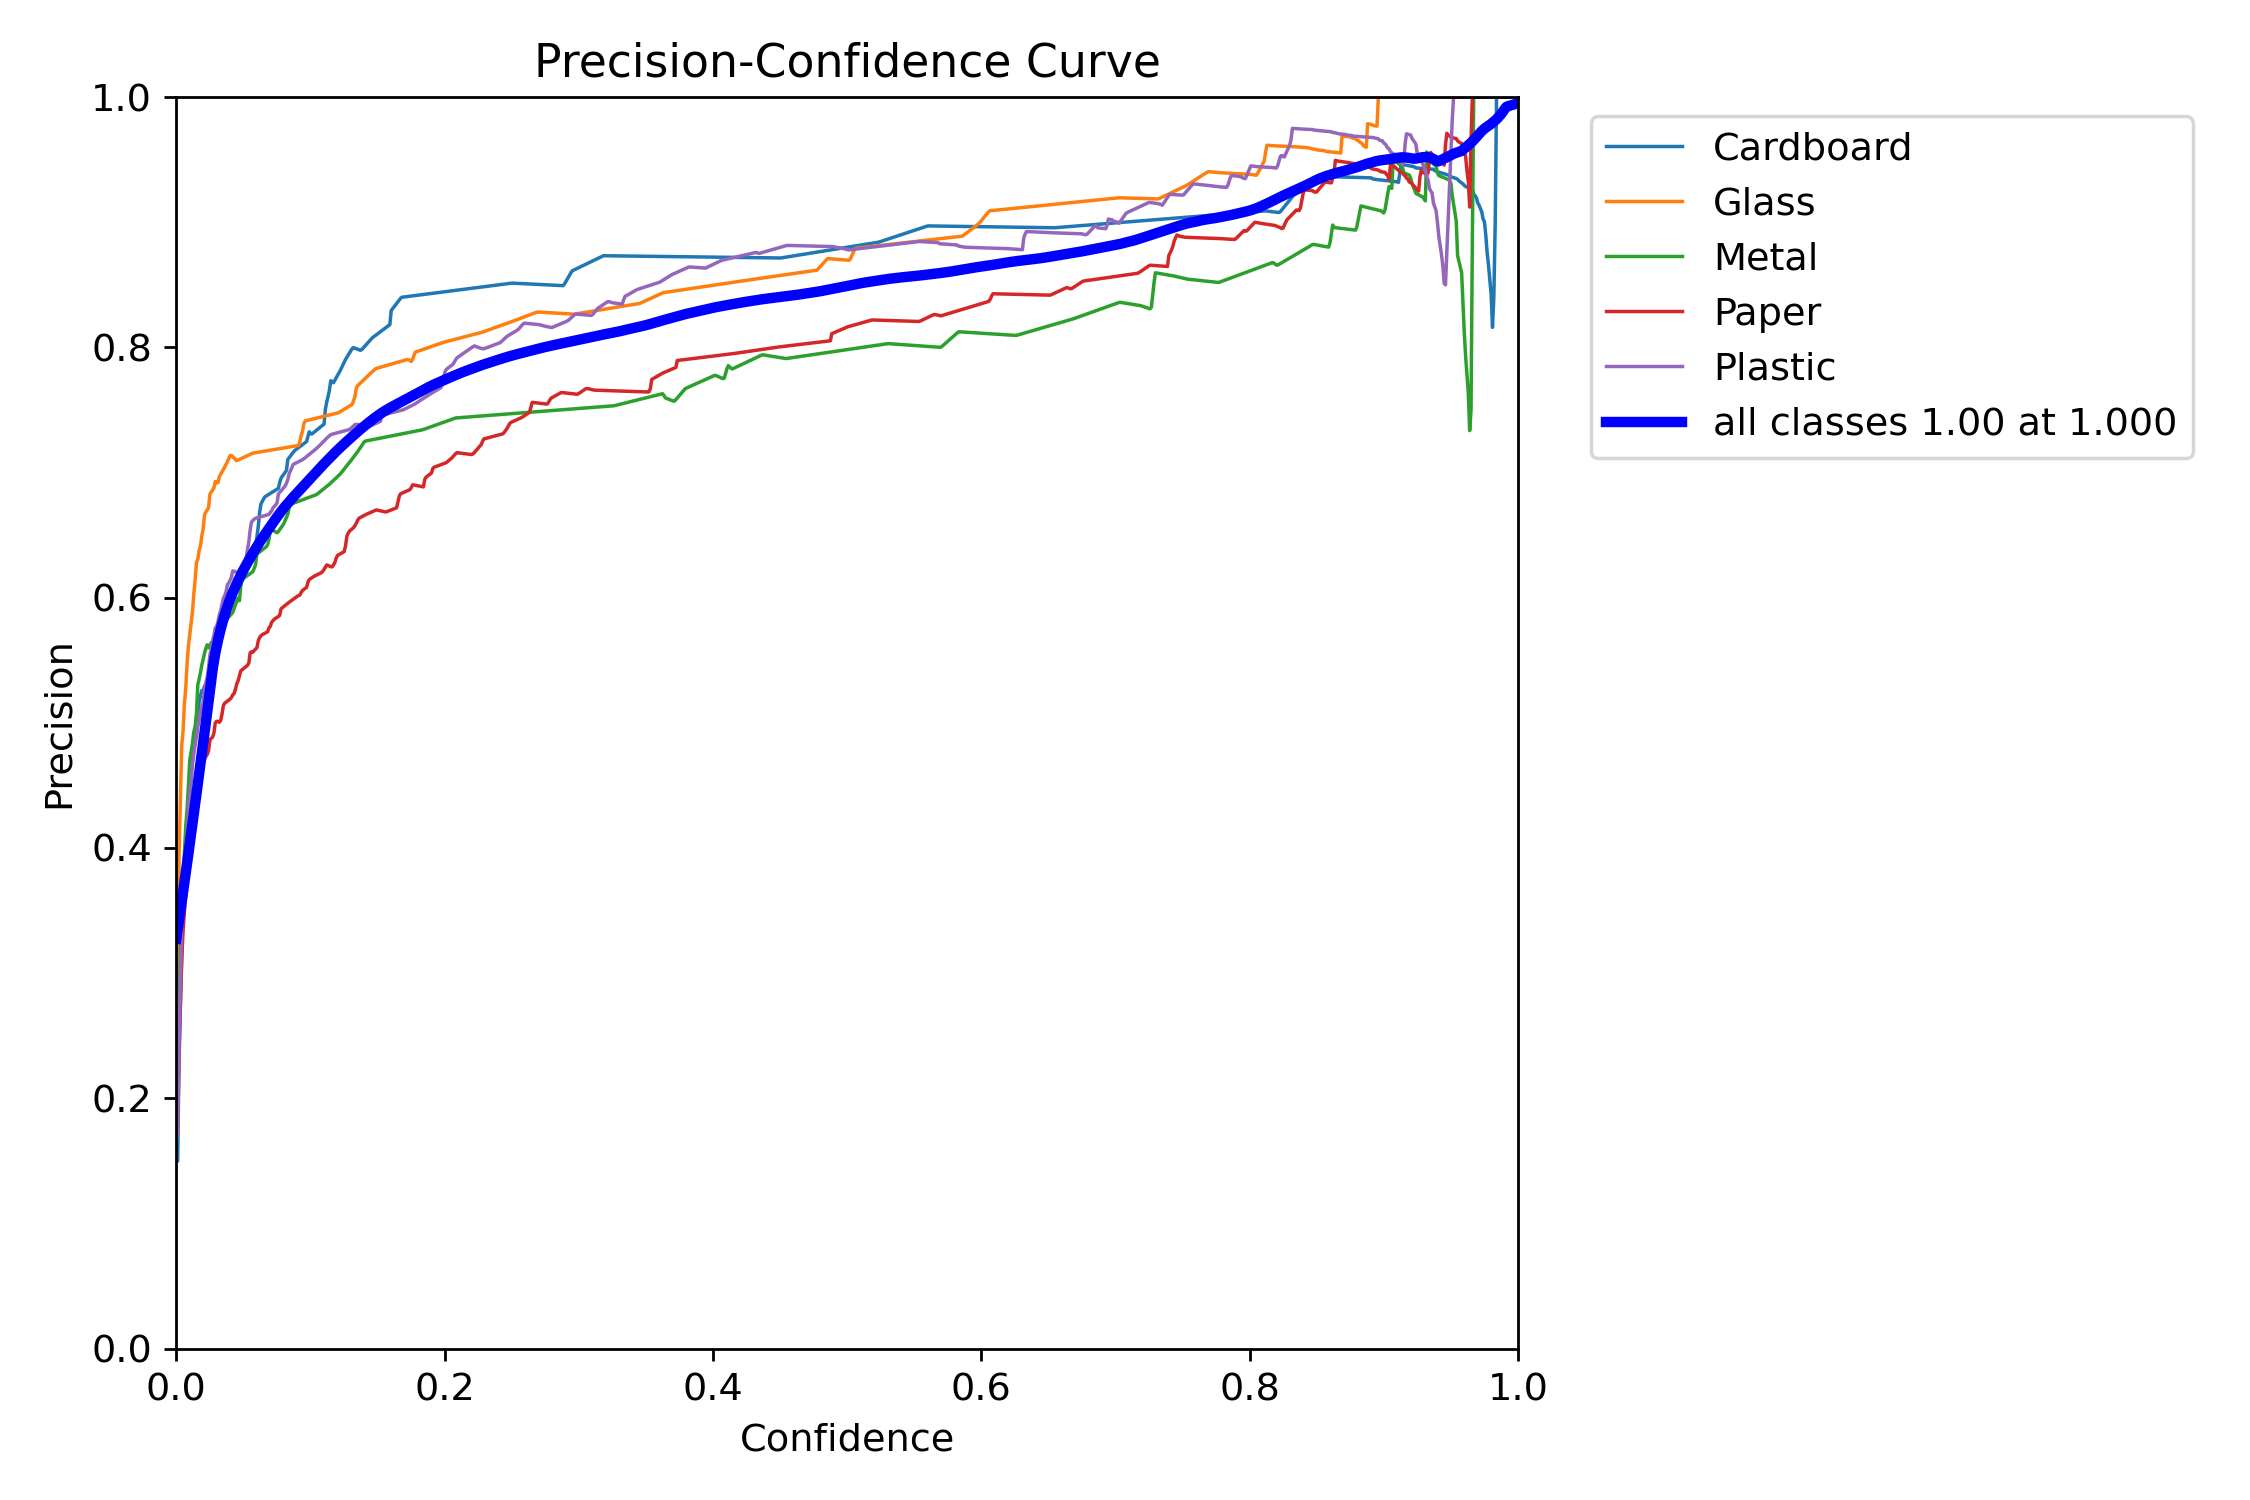 Precision-Confidence Curve
1.0
0.8
0.6
0.4
0.2
0.0
Precision
0.0 0.2 0.4 0.6 0.8 1.0
Confidence
Cardboard
Glass
Metal
Paper
Plastic
all classes 1.00 at 1.000